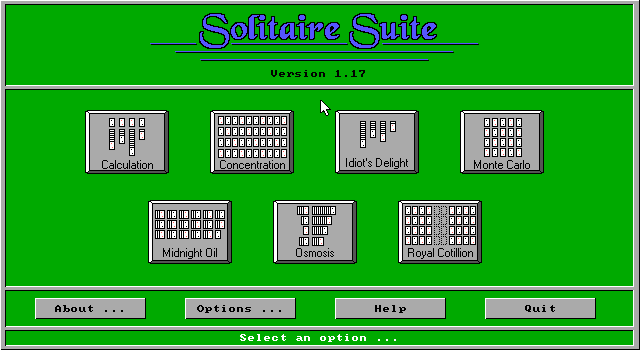 Solitaire Suite
Version 1.17
Calculation
Concentration
Idiot's Delight
Monte Carlo
Midnight Oil
Osmosis
Royal Cotillion
About ...
Options ...
Help
Quit
Select an option ...